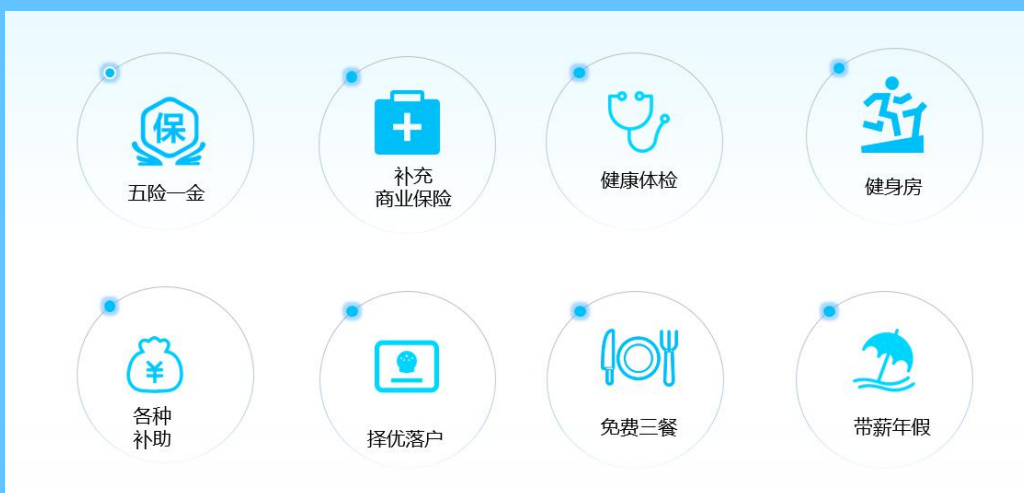 保
五险一金
补充
商业保险
健康体检
健身房
¥
各种
补助
择优落户
免费三餐
带薪年假